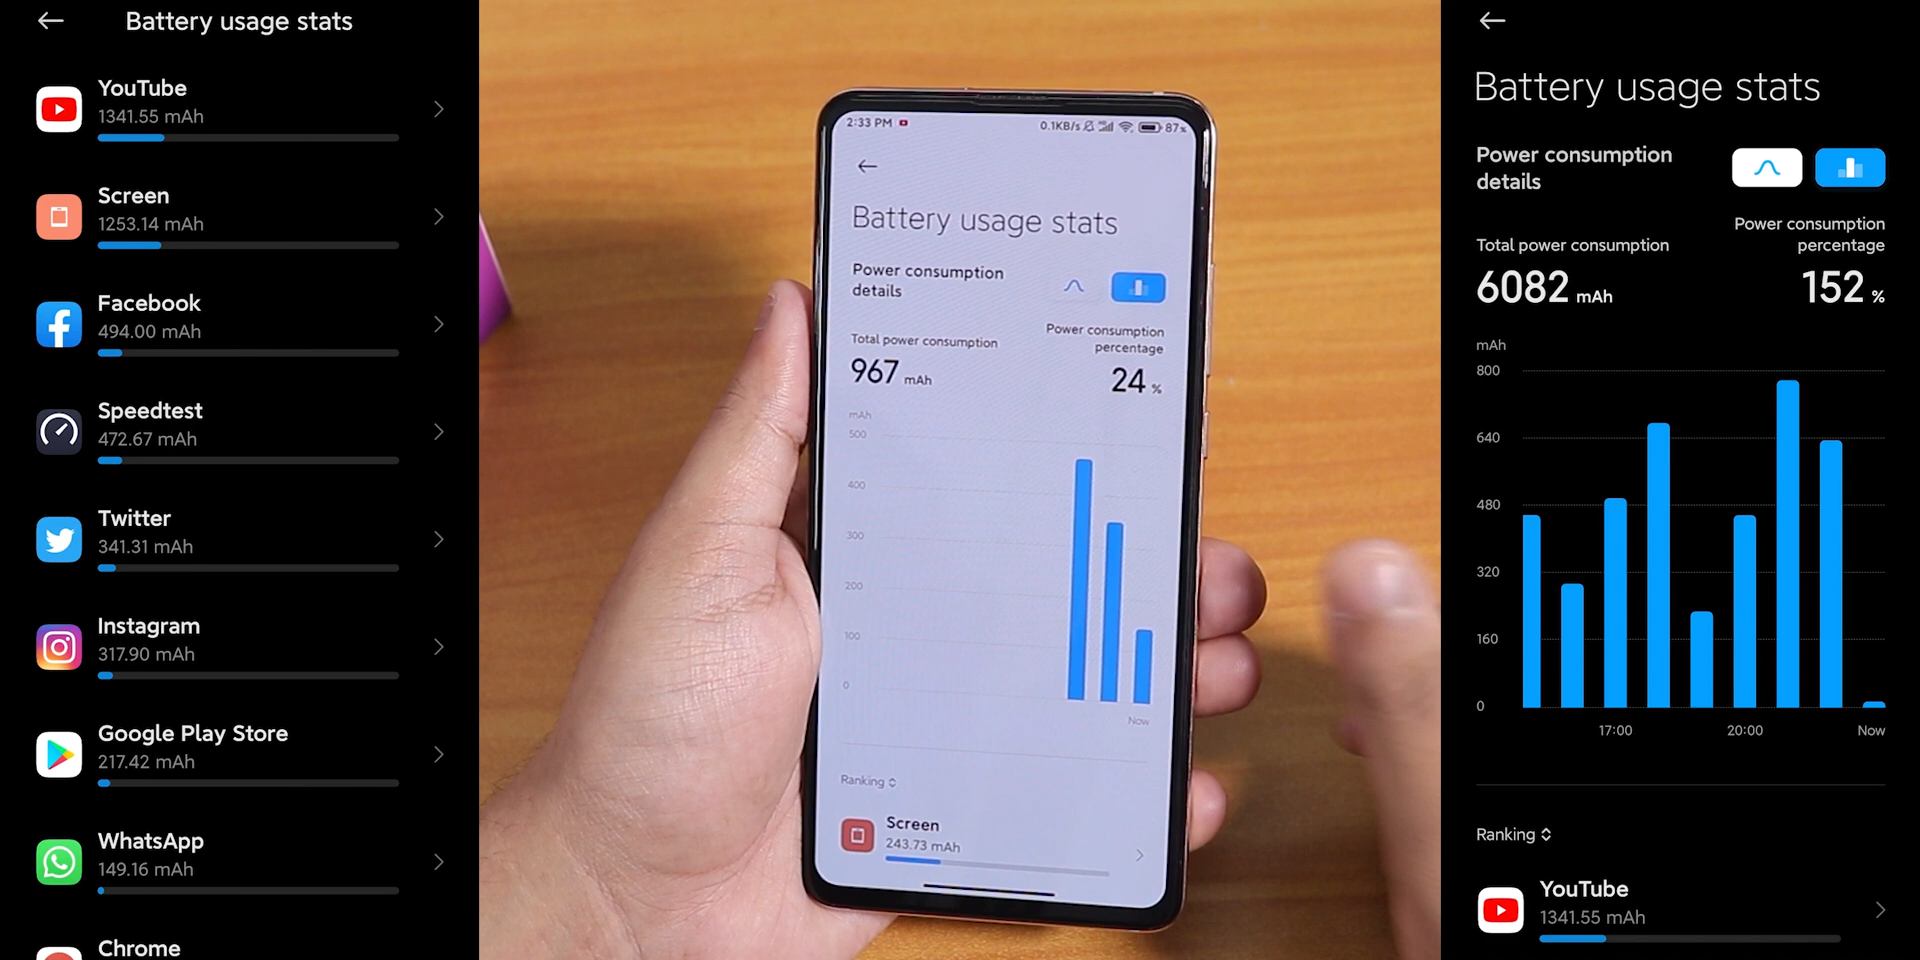 Battery usage stats
YouTube
1341.55 mAh
Screen
1253.14 mAh
Facebook
494.00 mAh
Speedtest
472.67 mAh
Twitter
341.31 mAh
Instagram
317.90 mAh
Google Play Store
217.42 mAh
WhatsApp
149.16 mAh
Chrome
2:33 PM
0.1KB/s
87%
Battery usage stats
Power consumption
details
Total power consumption
967 mAh
Power consumption
percentage
24 %
mAh
500
400
300
200
100
0
Now
Ranking
Screen
243.73 mAh
Battery usage stats
Power consumption
details
Total power consumption
6082 mAh
Power consumption
percentage
152 %
mAh
800
640
480
320
160
0
17:00
20:00
Now
Ranking
YouTube
1341.55 mAh